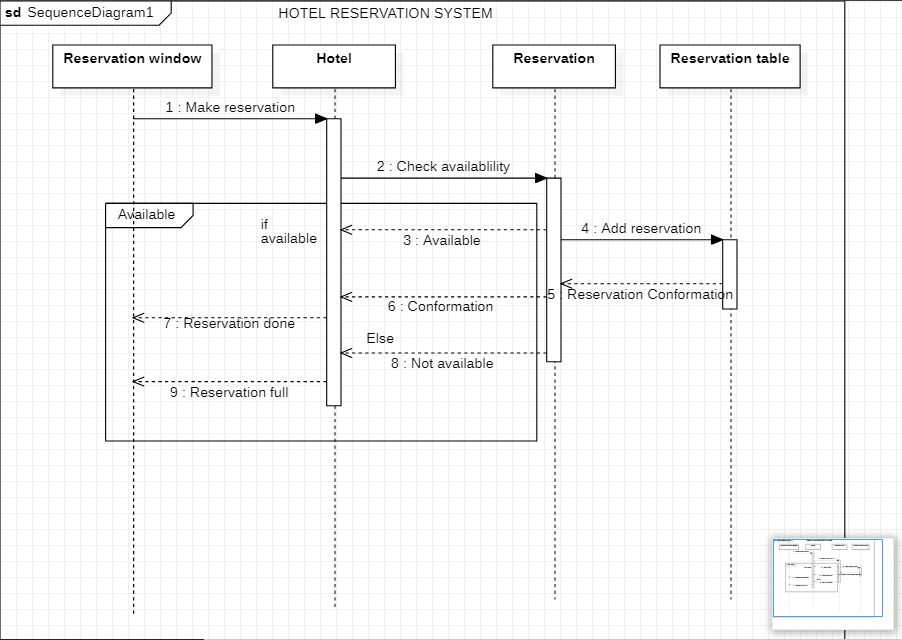 sd SequenceDiagram1
HOTEL RESERVATION SYSTEM
Reservation window
Hotel
Reservation
Reservation table
1 : Make reservation
2 : Check availablility
Available
if
available
3 : Available
4 : Add reservation
5 : Reservation Conformation
6 : Conformation
7 : Reservation done
Else
8 : Not available
9 : Reservation full